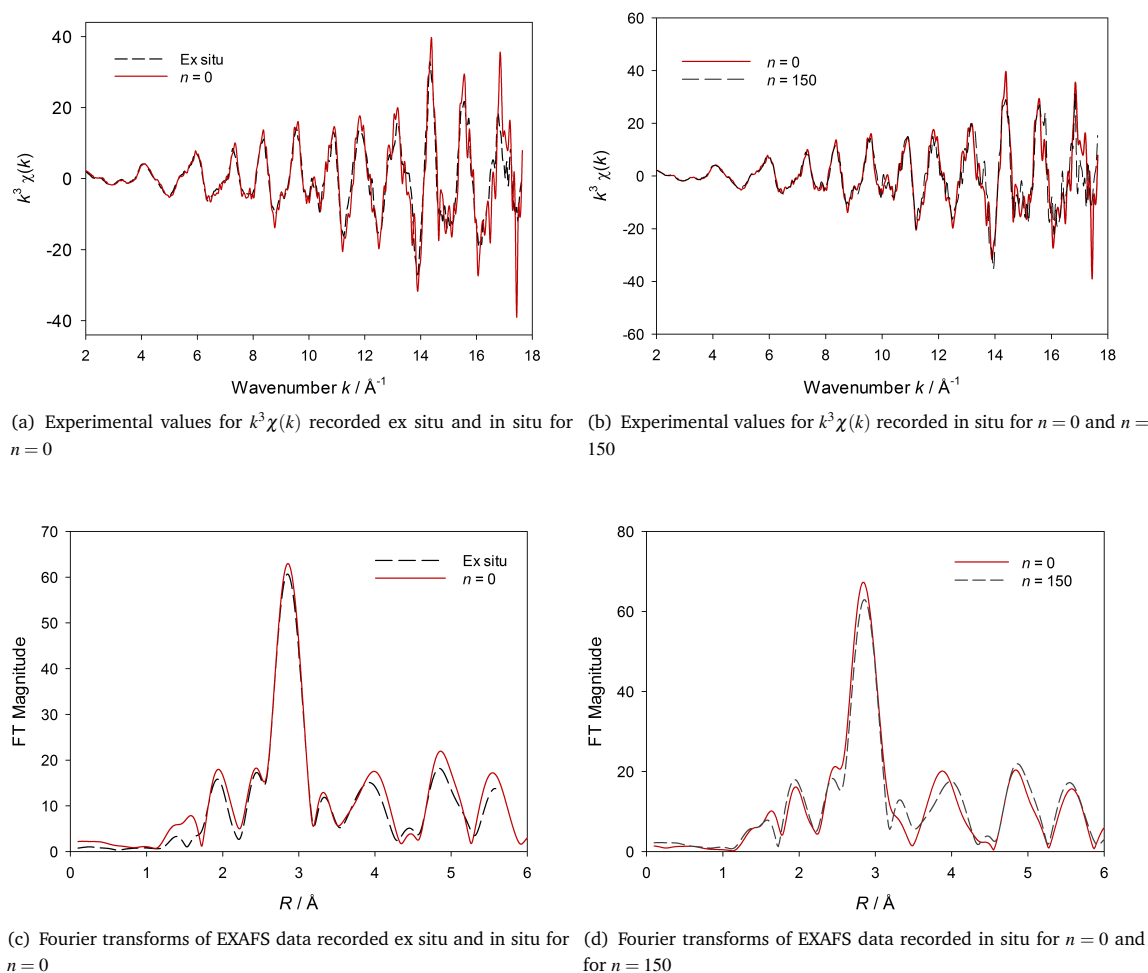 40
20
0
-20
-40
k³ χ(k)
Ex situ
n = 0
2 4 6 8 10 12 14 16 18
Wavenumber k / Å⁻¹
(a) Experimental values for k³χ(k) recorded ex situ and in situ for
n = 0
60
40
20
0
-20
-40
-60
k³ χ(k)
n = 0
n = 150
2 4 6 8 10 12 14 16 18
Wavenumber k / Å⁻¹
(b) Experimental values for k³χ(k) recorded in situ for n = 0 and n =
150
70
60
50
40
30
20
10
0
FT Magnitude
Ex situ
n = 0
0 1 2 3 4 5 6
R / Å
(c) Fourier transforms of EXAFS data recorded ex situ and in situ for
n = 0
80
60
40
20
0
FT Magnitude
n = 0
n = 150
0 1 2 3 4 5 6
R / Å
(d) Fourier transforms of EXAFS data recorded in situ for n = 0 and
for n = 150